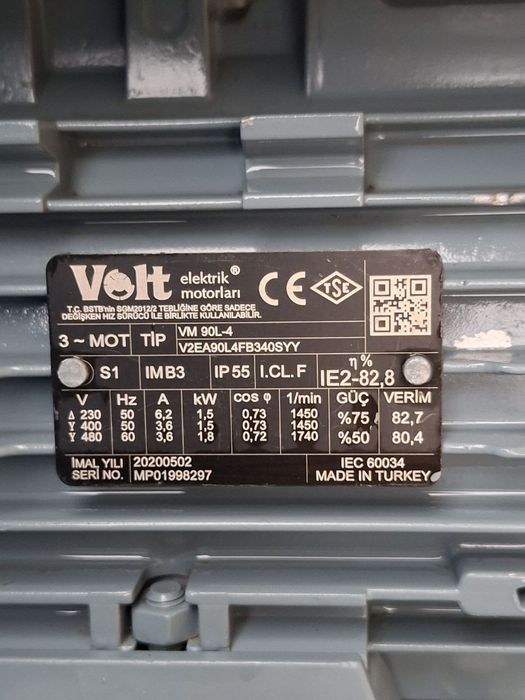 Volt elektrik® motorları
CE TSE
T.C. BSTB'nin SGM2012/2 TEBLİĞİNE GÖRE SADECE
DEĞİŞKEN HIZ SÜRÜCÜ İLE BİRLİKTE KULLANILABİLİR.
3 ~ MOT TİP VM 90L-4
V2EA90L4FB340SYY
S1 IM B3 IP 55 I.CL. F η % IE2-82,8
V Hz A kW cos φ 1/min GÜÇ VERİM
Δ 230 50 6,2 1,5 0,73 1450 %75 82,7
Y 400 50 3,6 1,5 0,73 1450
Y 480 60 3,6 1,8 0,72 1740 %50 80,4
İMAL YILI 20200502 IEC 60034
SERİ NO. MP01998297 MADE IN TURKEY